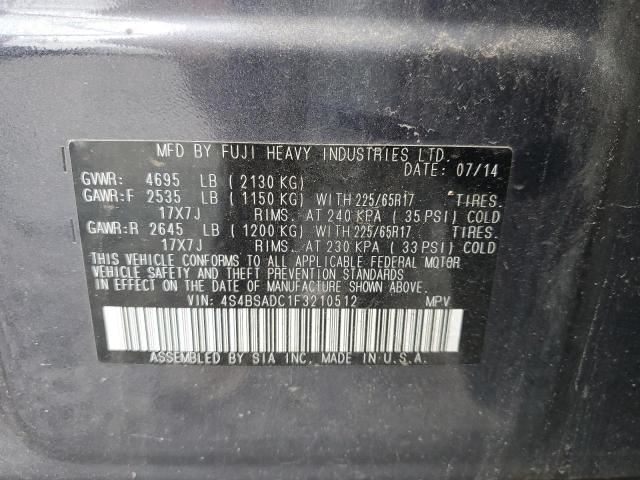 MFD BY FUJI HEAVY INDUSTRIES LTD.
DATE: 07/14
GVWR: 4695 LB (2130 KG)
GAWR:F 2535 LB (1150 KG) WITH 225/65R17 TIRES.
17X7J RIMS. AT 240 KPA (35 PSI) COLD
GAWR:R 2645 LB (1200 KG) WITH 225/65R17 TIRES.
17X7J RIMS. AT 230 KPA (33 PSI) COLD
THIS VEHICLE CONFORMS TO ALL APPLICABLE FEDERAL MOTOR
VEHICLE SAFETY AND THEFT PREVENTION STANDARDS
IN EFFECT ON THE DATE OF MANUFACTURE SHOWN ABOVE.
VIN: 4S4BSADC1F3210512 MPV
ASSEMBLED BY SIA INC. MADE IN U.S.A.